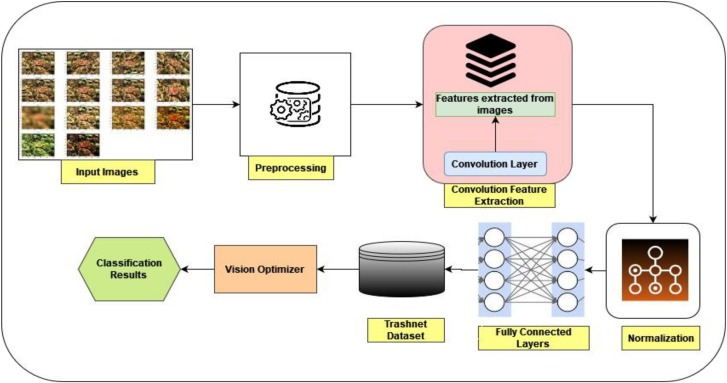 Input Images
Preprocessing
Features extracted from
images
Convolution Layer
Convolution Feature
Extraction
Classification
Results
Vision Optimizer
Trashnet
Dataset
Fully Connected
Layers
Normalization